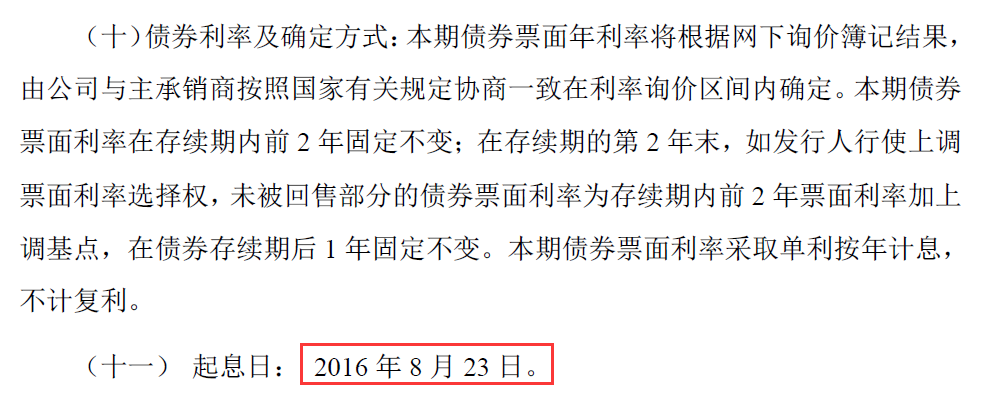 （十）债券利率及确定方式：本期债券票面年利率将根据网下询价簿记结果，
由公司与主承销商按照国家有关规定协商一致在利率询价区间内确定。本期债券
票面利率在存续期内前 2 年固定不变；在存续期的第 2 年末，如发行人行使上调
票面利率选择权，未被回售部分的债券票面利率为存续期内前 2 年票面利率加上
调基点，在债券存续期后 1 年固定不变。本期债券票面利率采取单利按年计息，
不计复利。
（十一） 起息日： 2016 年 8 月 23 日。